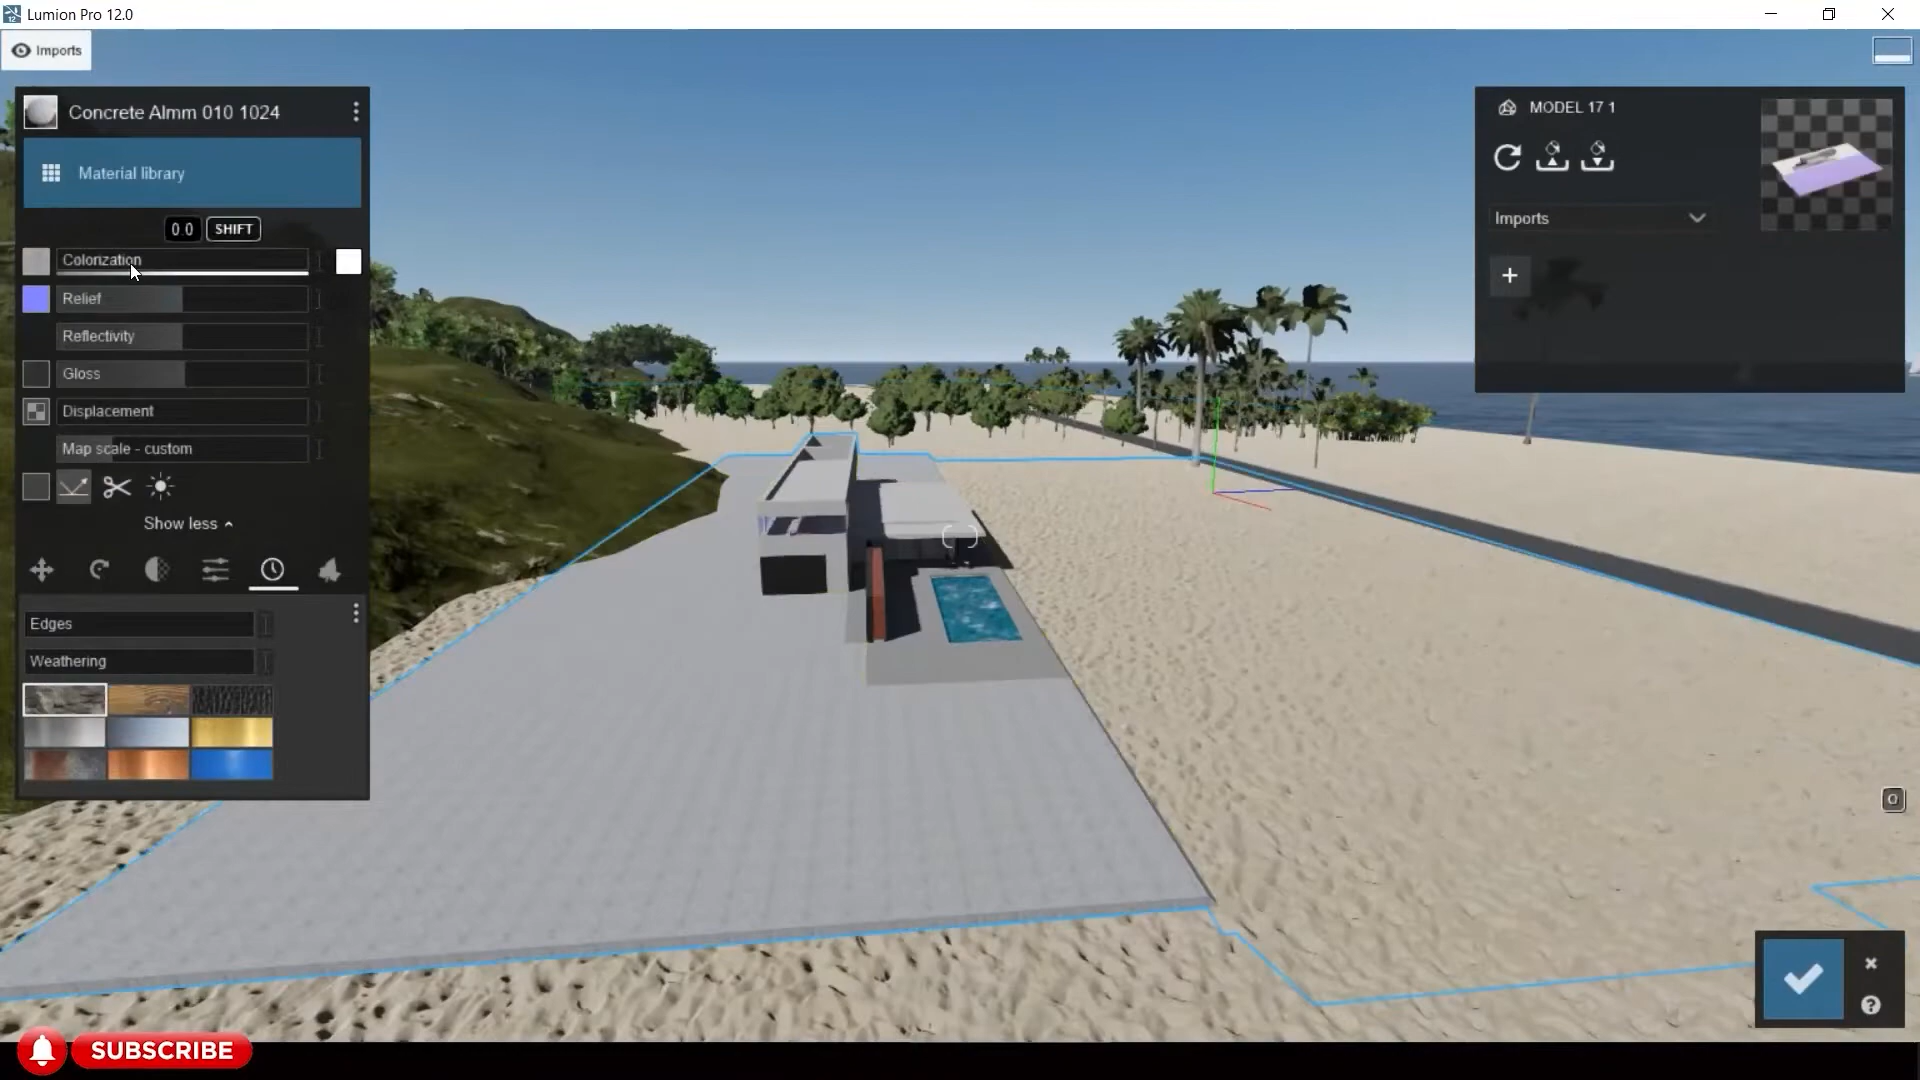 Lumion Pro 12.0
Imports
Concrete Almm 010 1024
Material library
0.0 SHIFT
Colorization
Relief
Reflectivity
Gloss
Displacement
Map scale - custom
Show less
Edges
Weathering
MODEL 17 1
Imports
+
O
?
SUBSCRIBE